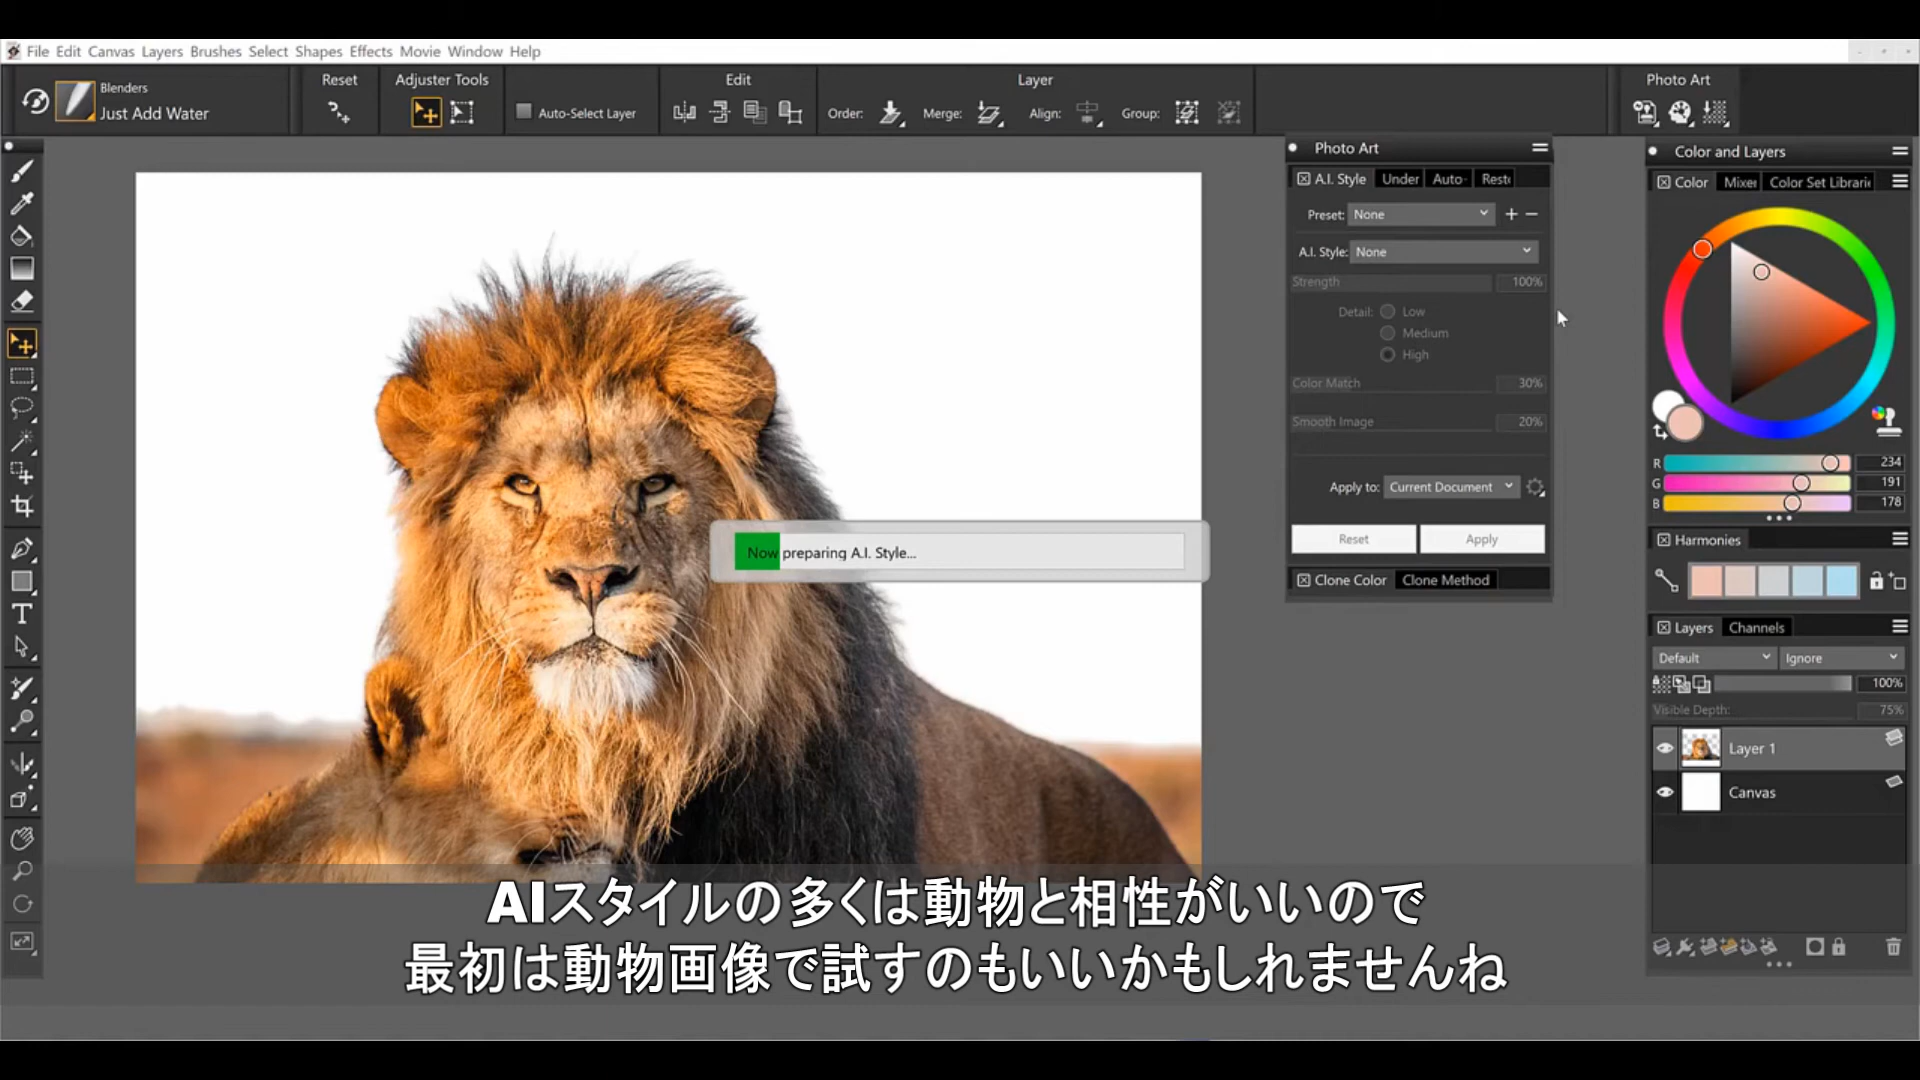 File Edit Canvas Layers Brushes Select Shapes Effects Movie Window Help
Blenders
Just Add Water
Reset
Adjuster Tools
Auto-Select Layer
Edit
Layer
Order:
Merge:
Align:
Group:
Photo Art
Photo Art
A.I. Style
Under
Auto-
Resto
Preset: None
A.I. Style: None
Strength 100%
Detail: Low
Medium
High
Color Match 30%
Smooth Image 20%
Apply to: Current Document
Reset
Apply
Clone Color
Clone Method
Now preparing A.I. Style...
Color and Layers
Color
Mixer
Color Set Librarie
R 234
G 191
B 178
Harmonies
Layers
Channels
Default
Ignore
100%
Visible Depth: 75%
Layer 1
Canvas
T
AIスタイルの多くは動物と相性がいいので
最初は動物画像で試すのもいいかもしれませんね